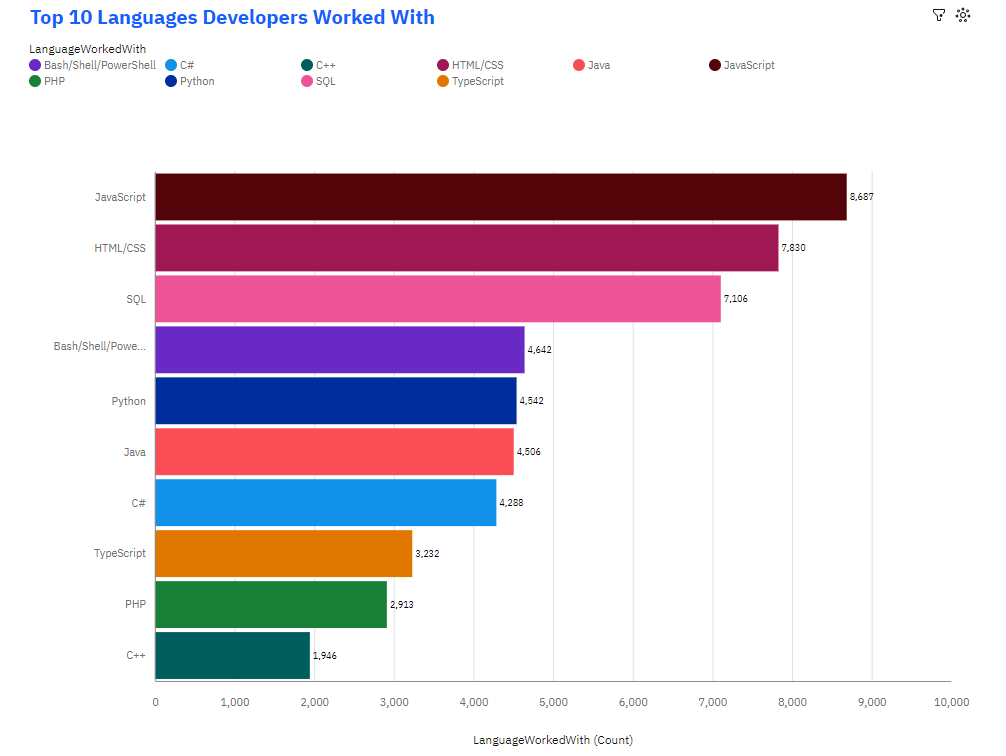 Top 10 Languages Developers Worked With
LanguageWorkedWith
Bash/Shell/PowerShell C# C++ HTML/CSS Java JavaScript
PHP Python SQL TypeScript
JavaScript 8,687
HTML/CSS 7,830
SQL 7,106
Bash/Shell/Powe... 4,642
Python 4,542
Java 4,506
C# 4,288
TypeScript 3,232
PHP 2,913
C++ 1,946
0 1,000 2,000 3,000 4,000 5,000 6,000 7,000 8,000 9,000 10,000
LanguageWorkedWith (Count)